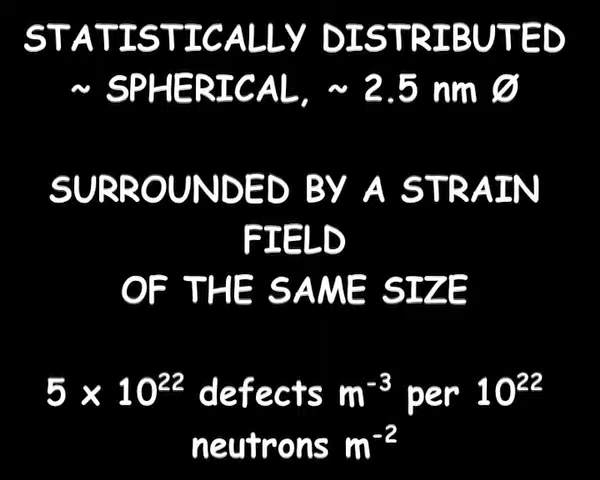 STATISTICALLY DISTRIBUTED
~ SPHERICAL, ~ 2.5 nm Ø
SURROUNDED BY A STRAIN
FIELD
OF THE SAME SIZE
5 x 10²² defects m⁻³ per 10²²
neutrons m⁻²